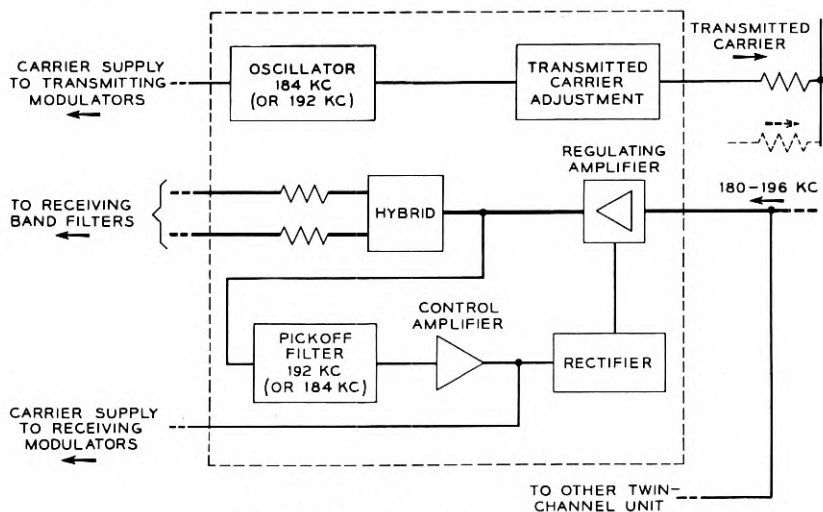 TRANSMITTED
CARRIER
CARRIER SUPPLY
TO TRANSMITTING
MODULATORS
OSCILLATOR
184 KC
(OR 192 KC)
TRANSMITTED
CARRIER
ADJUSTMENT
REGULATING
AMPLIFIER
180-196 KC
TO RECEIVING
BAND FILTERS
HYBRID
CONTROL
AMPLIFIER
PICKOFF
FILTER
192 KC
(OR 184 KC)
RECTIFIER
CARRIER SUPPLY
TO RECEIVING
MODULATORS
TO OTHER TWIN-
CHANNEL UNIT